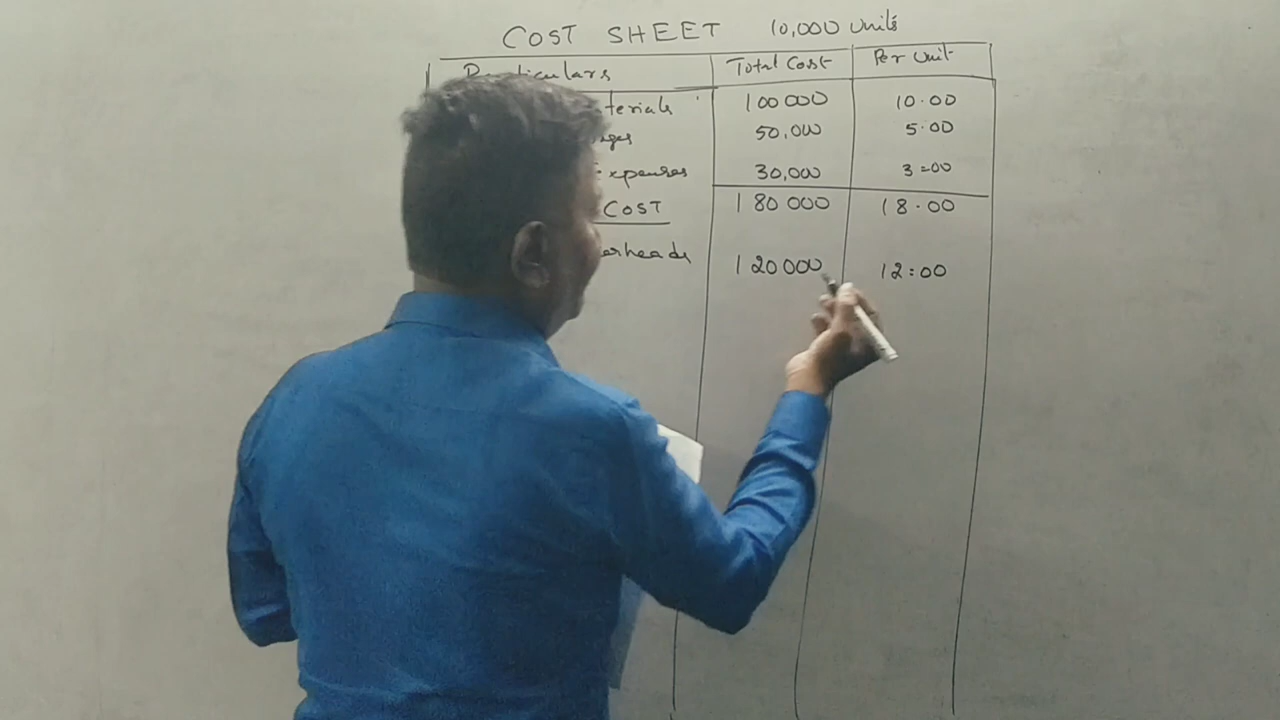 COST SHEET 10,000 Units
Particulars Total Cost Per Unit
terials 100000 10.00
ges 50,000 5.00
Expenses 30,000 3=00
COST 180000 18.00
erheads 120000 12:00